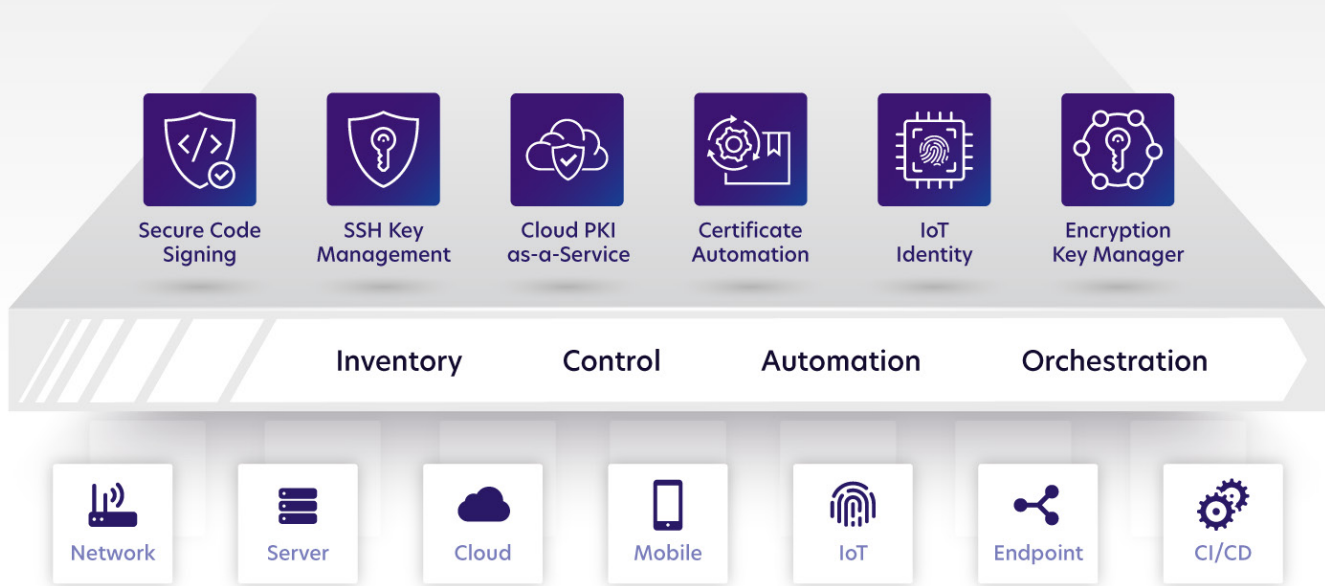 Secure Code
Signing
SSH Key
Management
Cloud PKI
as-a-Service
Certificate
Automation
IoT
Identity
Encryption
Key Manager
Inventory
Control
Automation
Orchestration
Network
Server
Cloud
Mobile
IoT
Endpoint
CI/CD